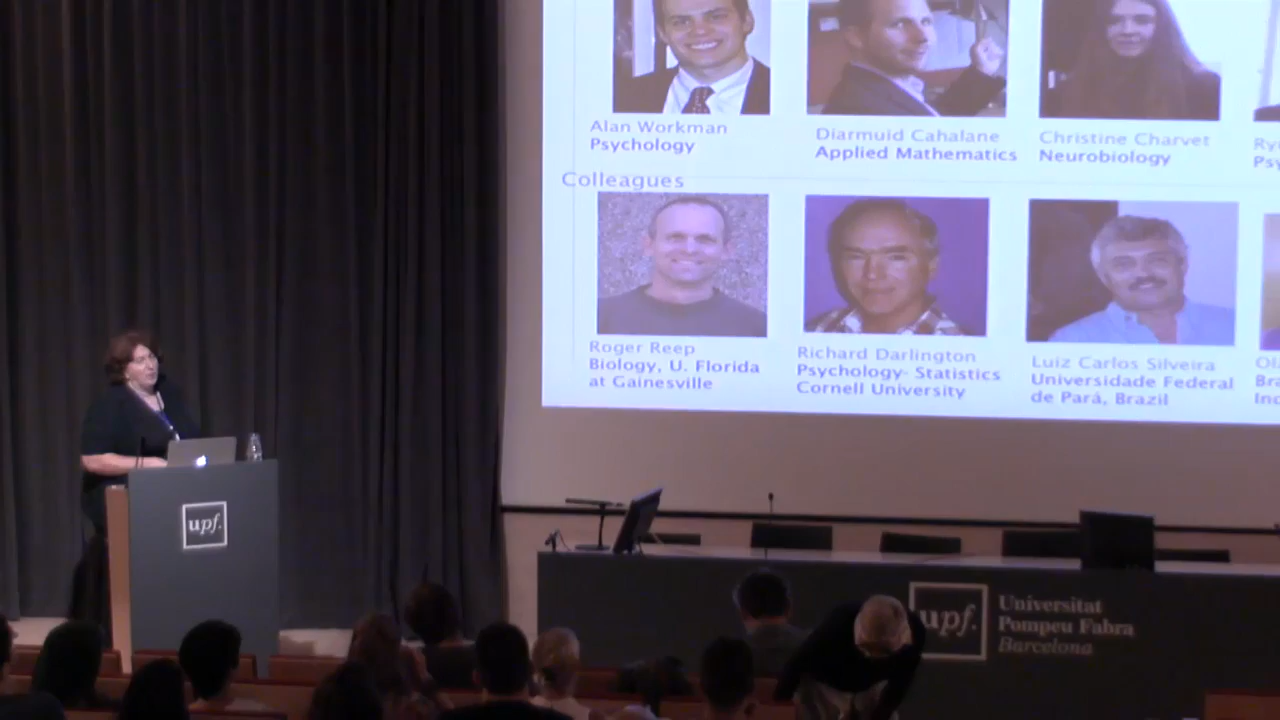 Alan Workman
Psychology
Diarmuid Cahalane
Applied Mathematics
Christine Charvet
Neurobiology
Colleagues
Roger Reep
Biology, U. Florida
at Gainesville
Richard Darlington
Psychology- Statistics
Cornell University
Luiz Carlos Silveira
Universidade Federal
de Pará, Brazil
upf.
upf.
Universitat
Pompeu Fabra
Barcelona